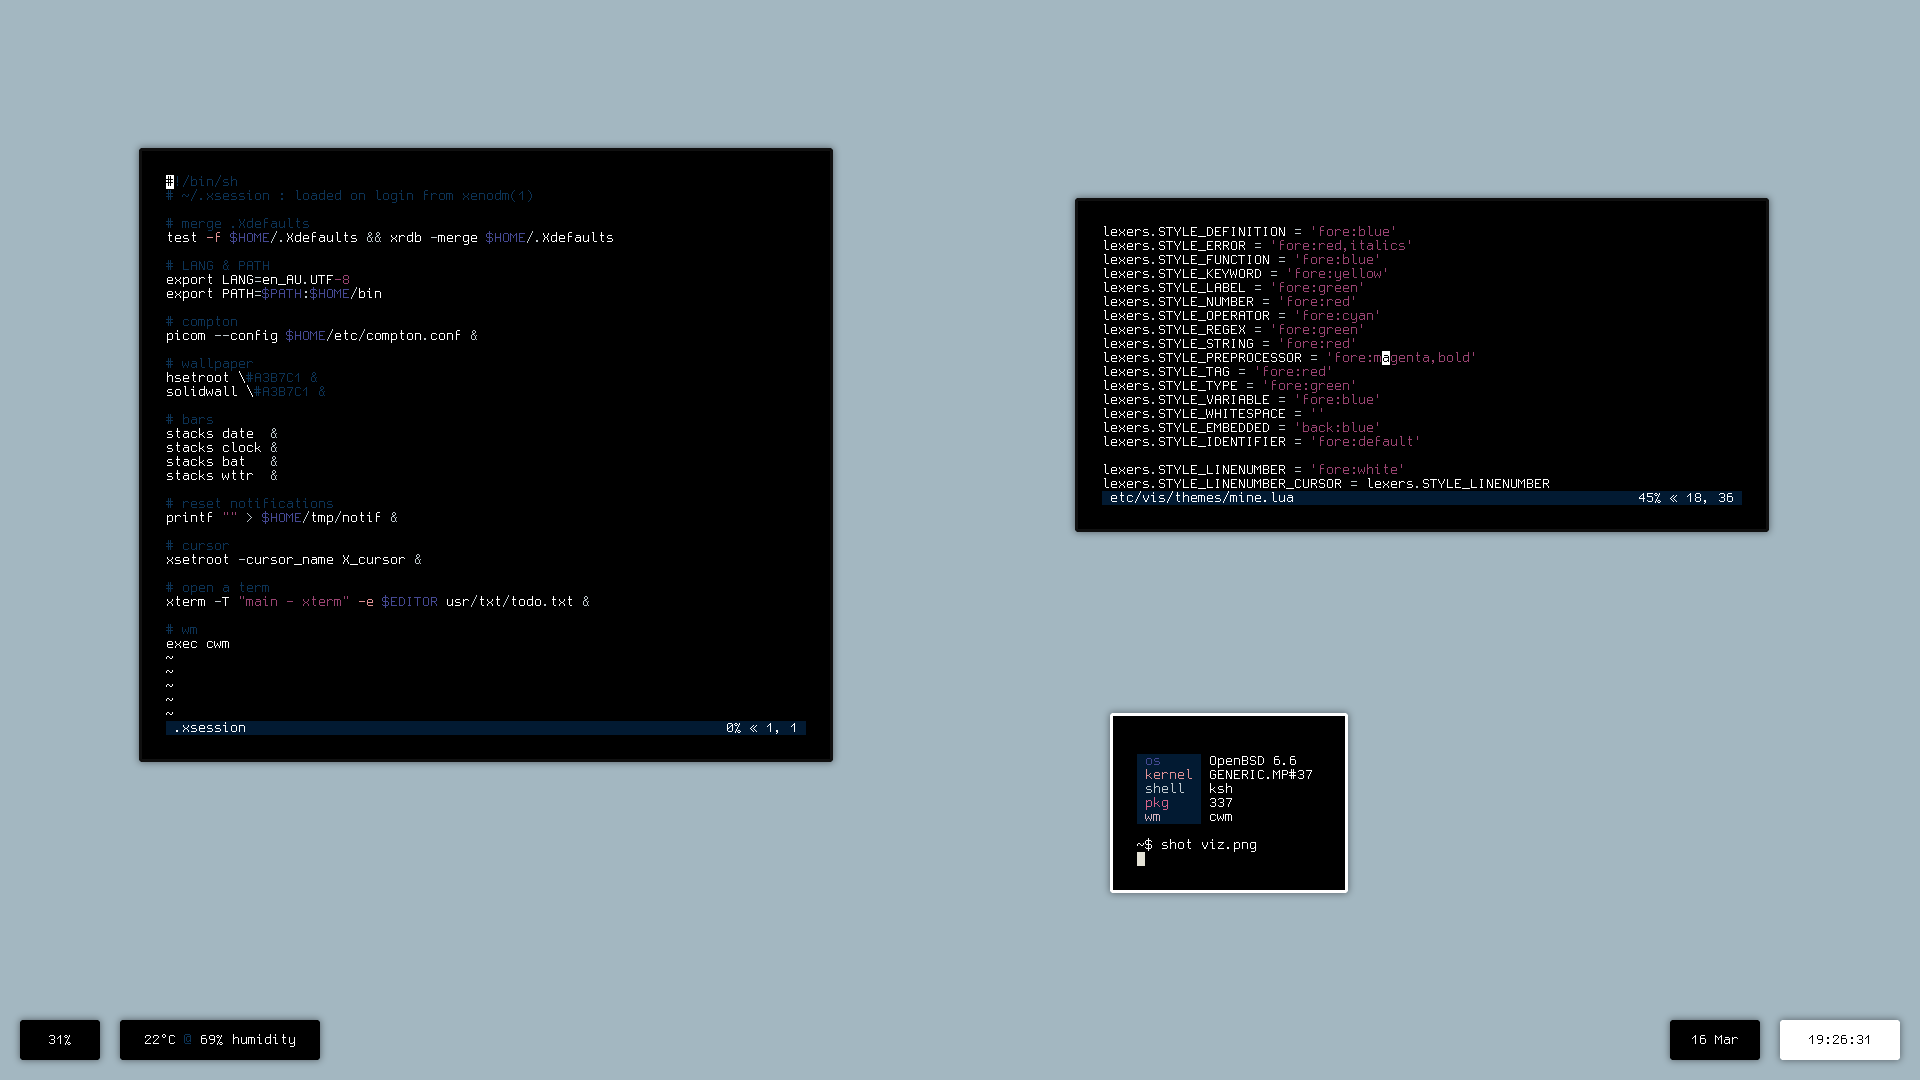 #!/bin/sh
# ~/.xsession : loaded on login from xenodm(1)
# merge .Xdefaults
test -f $HOME/.Xdefaults && xrdb -merge $HOME/.Xdefaults
# LANG & PATH
export LANG=en_AU.UTF-8
export PATH=$PATH:$HOME/bin
# compton
picom --config $HOME/etc/compton.conf &
# wallpaper
hsetroot \#A3B7C1 &
solidwall \#A3B7C1 &
# bars
stacks date  &
stacks clock &
stacks bat   &
stacks wttr  &
# reset notifications
printf "" > $HOME/tmp/notif &
# cursor
xsetroot -cursor_name X_cursor &
# open a term
xterm -T "main - xterm" -e $EDITOR usr/txt/todo.txt &
# wm
exec cwm
~
~
~
~
~
.xsession 0% « 1, 1
lexers.STYLE_DEFINITION = 'fore:blue'
lexers.STYLE_ERROR = 'fore:red,italics'
lexers.STYLE_FUNCTION = 'fore:blue'
lexers.STYLE_KEYWORD = 'fore:yellow'
lexers.STYLE_LABEL = 'fore:green'
lexers.STYLE_NUMBER = 'fore:red'
lexers.STYLE_OPERATOR = 'fore:cyan'
lexers.STYLE_REGEX = 'fore:green'
lexers.STYLE_STRING = 'fore:red'
lexers.STYLE_PREPROCESSOR = 'fore:magenta,bold'
lexers.STYLE_TAG = 'fore:red'
lexers.STYLE_TYPE = 'fore:green'
lexers.STYLE_VARIABLE = 'fore:blue'
lexers.STYLE_WHITESPACE = ''
lexers.STYLE_EMBEDDED = 'back:blue'
lexers.STYLE_IDENTIFIER = 'fore:default'
lexers.STYLE_LINENUMBER = 'fore:white'
lexers.STYLE_LINENUMBER_CURSOR = lexers.STYLE_LINENUMBER
etc/vis/themes/mine.lua 45% « 18, 36
os OpenBSD 6.6
kernel GENERIC.MP#37
shell ksh
pkg 337
wm cwm
~$ shot viz.png
31%
22°C @ 69% humidity
16 Mar
19:26:31